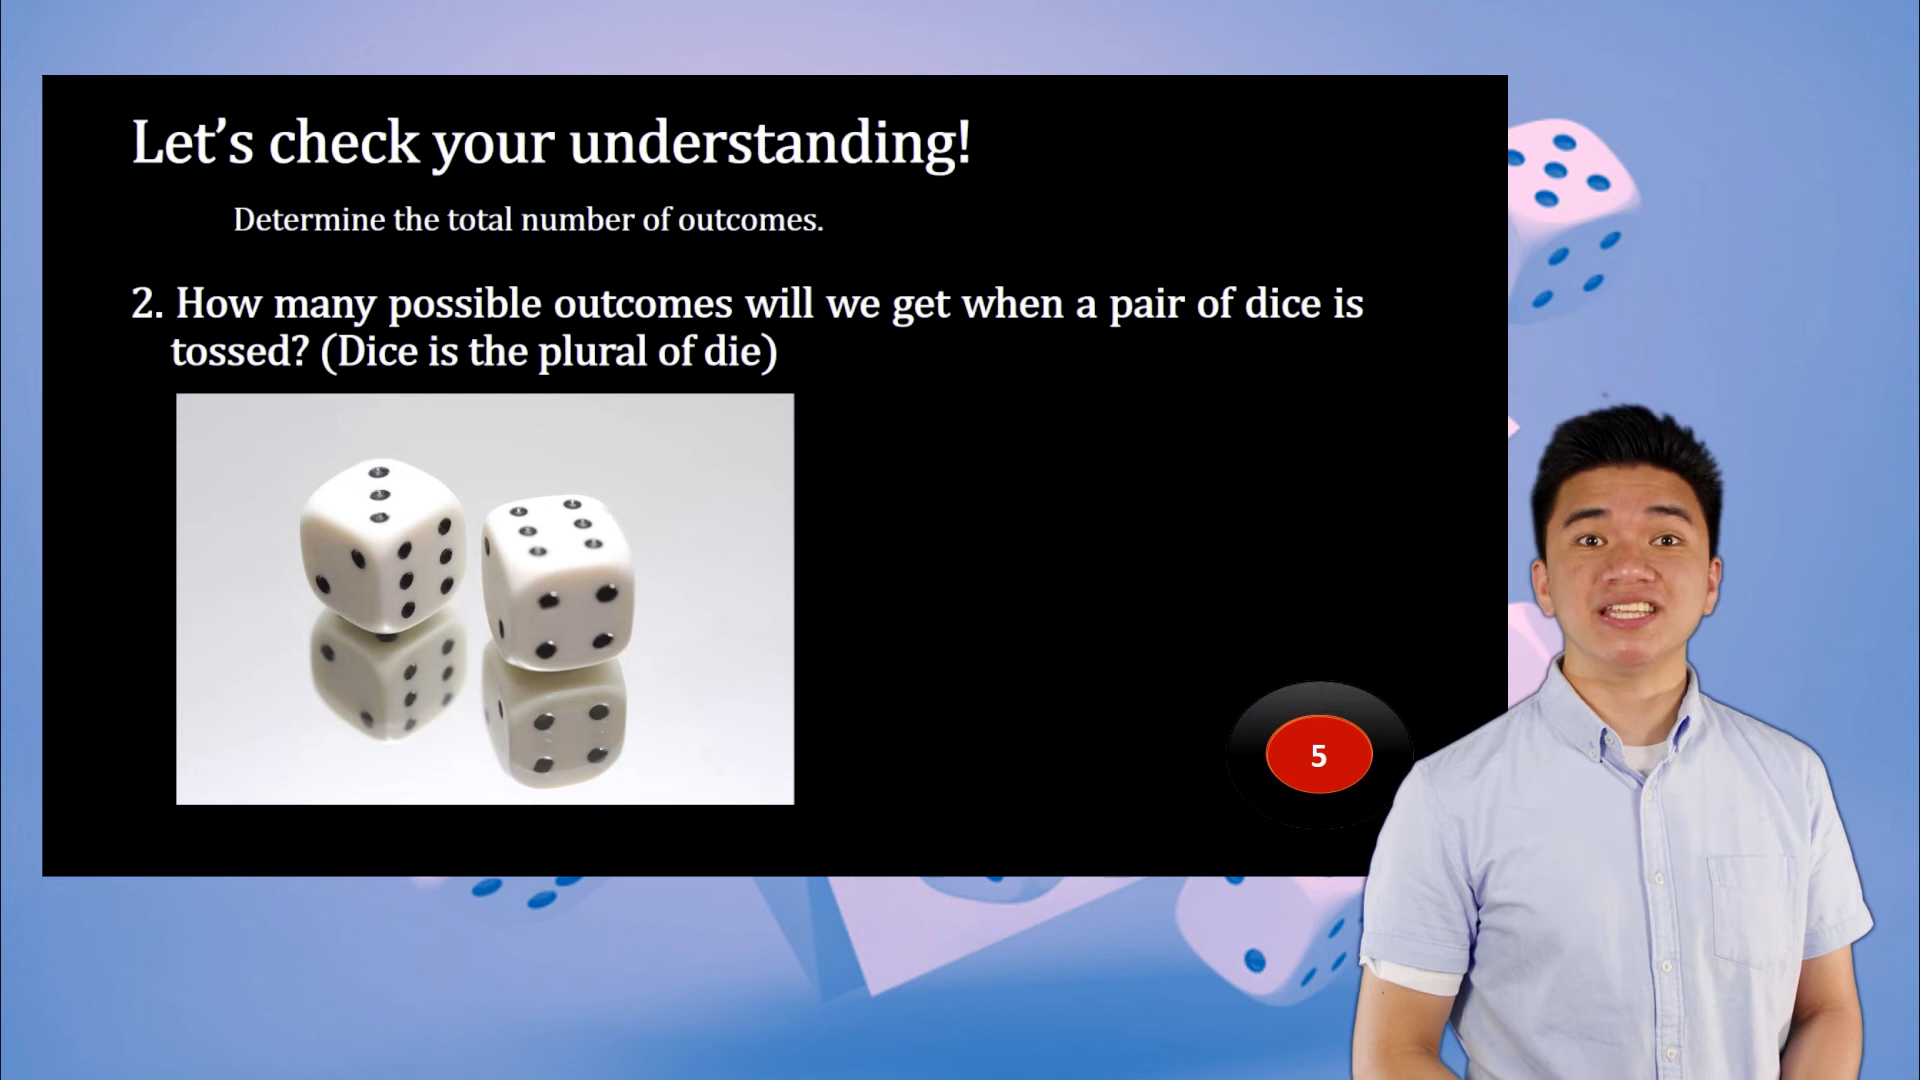 Let’s check your understanding!
Determine the total number of outcomes.
2. How many possible outcomes will we get when a pair of dice is
tossed? (Dice is the plural of die)
5